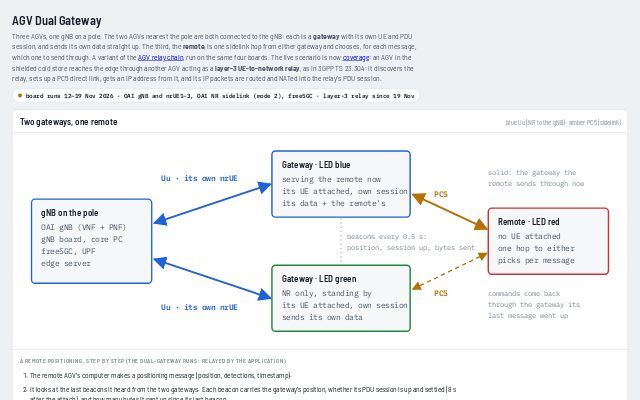 AGV Dual Gateway
Three AGVs, one gNB on a pole. The two AGVs nearest the pole are both connected to the gNB: each is a gateway with its own UE and PDU
session, and sends its own data straight up. The third, the remote, is one sidelink hop from either gateway and chooses, for each message,
which one to send through. A variant of the AGV relay chain, run on the same four boards. The live scenario is now coverage: an AGV in the
shielded cold store reaches the edge through another AGV acting as a layer-3 UE-to-network relay, as in 3GPP TS 23.304: it discovers the
relay, sets up a PC5 direct link, gets an IP address from it, and its IP packets are routed and NATed into the relay's PDU session.
board runs 12–19 Nov 2026 · OAI gNB and nrUE1–3, OAI NR sidelink (mode 2), free5GC · layer-3 relay since 19 Nov
Two gateways, one remote
blue: Uu (NR to the gNB) · amber: PC5 (sidelink)
Gateway · LED blue
serving the remote now
its UE attached, own session
its data + the remote's
Uu · its own nrUE
PC5
solid: the gateway the
remote sends through now
gNB on the pole
OAI gNB (VNF + PNF)
gNB board, core PC
free5GC, UPF
edge server
Remote · LED red
no UE attached
one hop to either
picks per message
beacons every 0.5 s:
position, session up, bytes sent
Gateway · LED green
NR only, standing by
its UE attached, own session
sends its own data
Uu · its own nrUE
PC5
commands come back
through the gateway its
last message went up
A REMOTE POSITIONING, STEP BY STEP (THE DUAL-GATEWAY RUNS: RELAYED BY THE APPLICATION)
1. The remote AGV's computer makes a positioning message (position, detections, timestamp).
2. It looks at the last beacons it heard from the two gateways. Each beacon carries the gateway's position, whether its PDU session is up and settled (8 s
after the attach), and how many bytes it sent up since its last beacon.